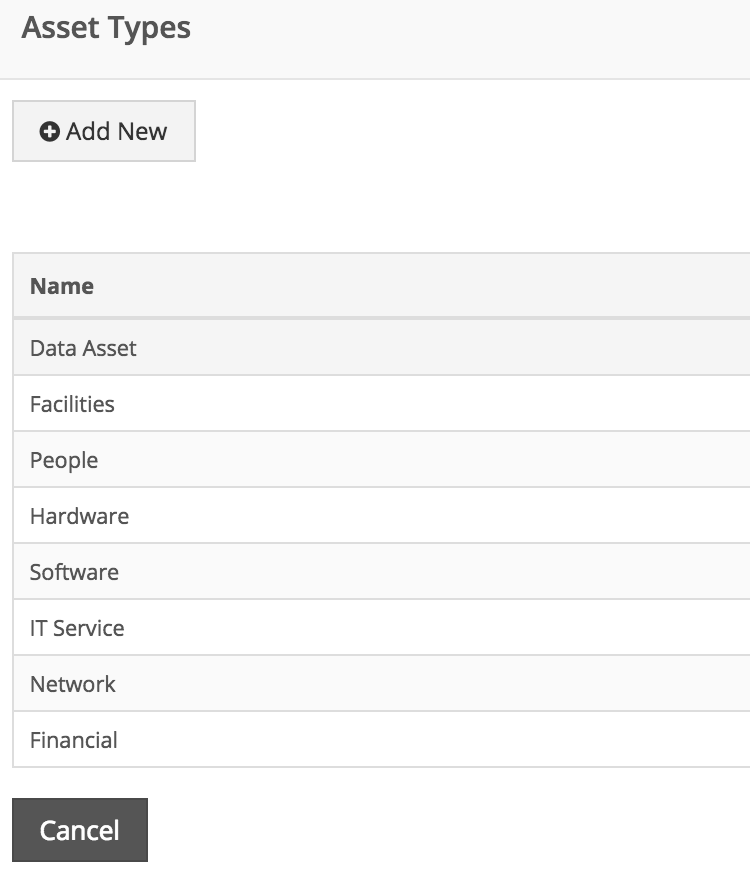 Asset Types
Add New
Name
Data Asset
Facilities
People
Hardware
Software
IT Service
Network
Financial
Cancel